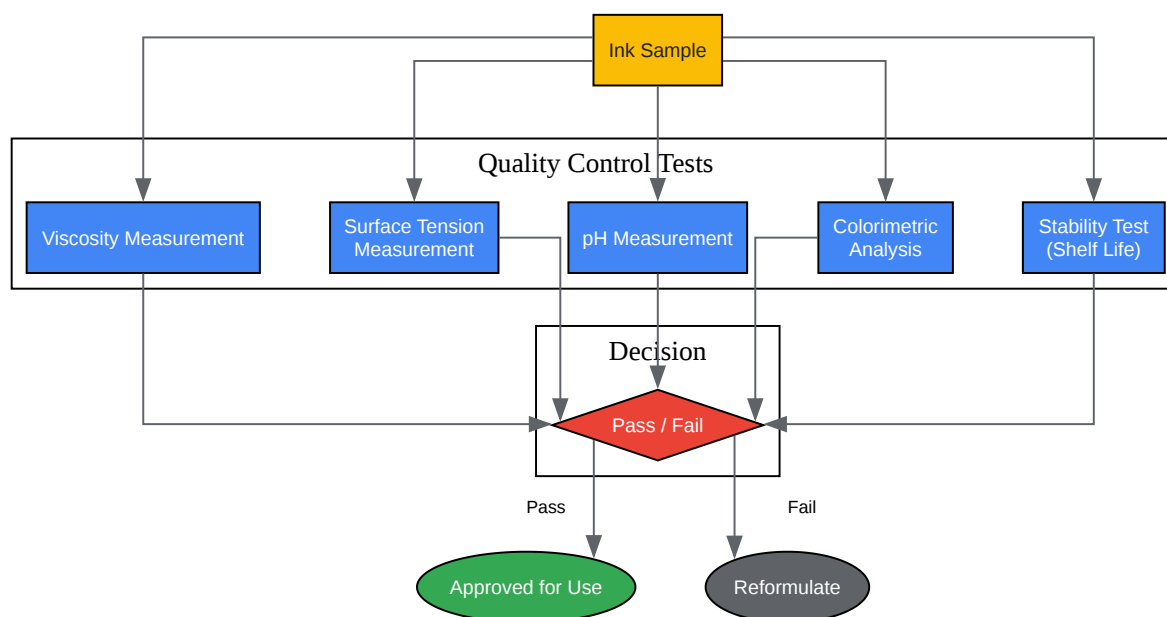 Ink Sample
Quality Control Tests
Viscosity Measurement
Surface Tension
Measurement
pH Measurement
Colorimetric
Analysis
Stability Test
(Shelf Life)
Decision
Pass / Fail
Pass
Fail
Approved for Use
Reformulate